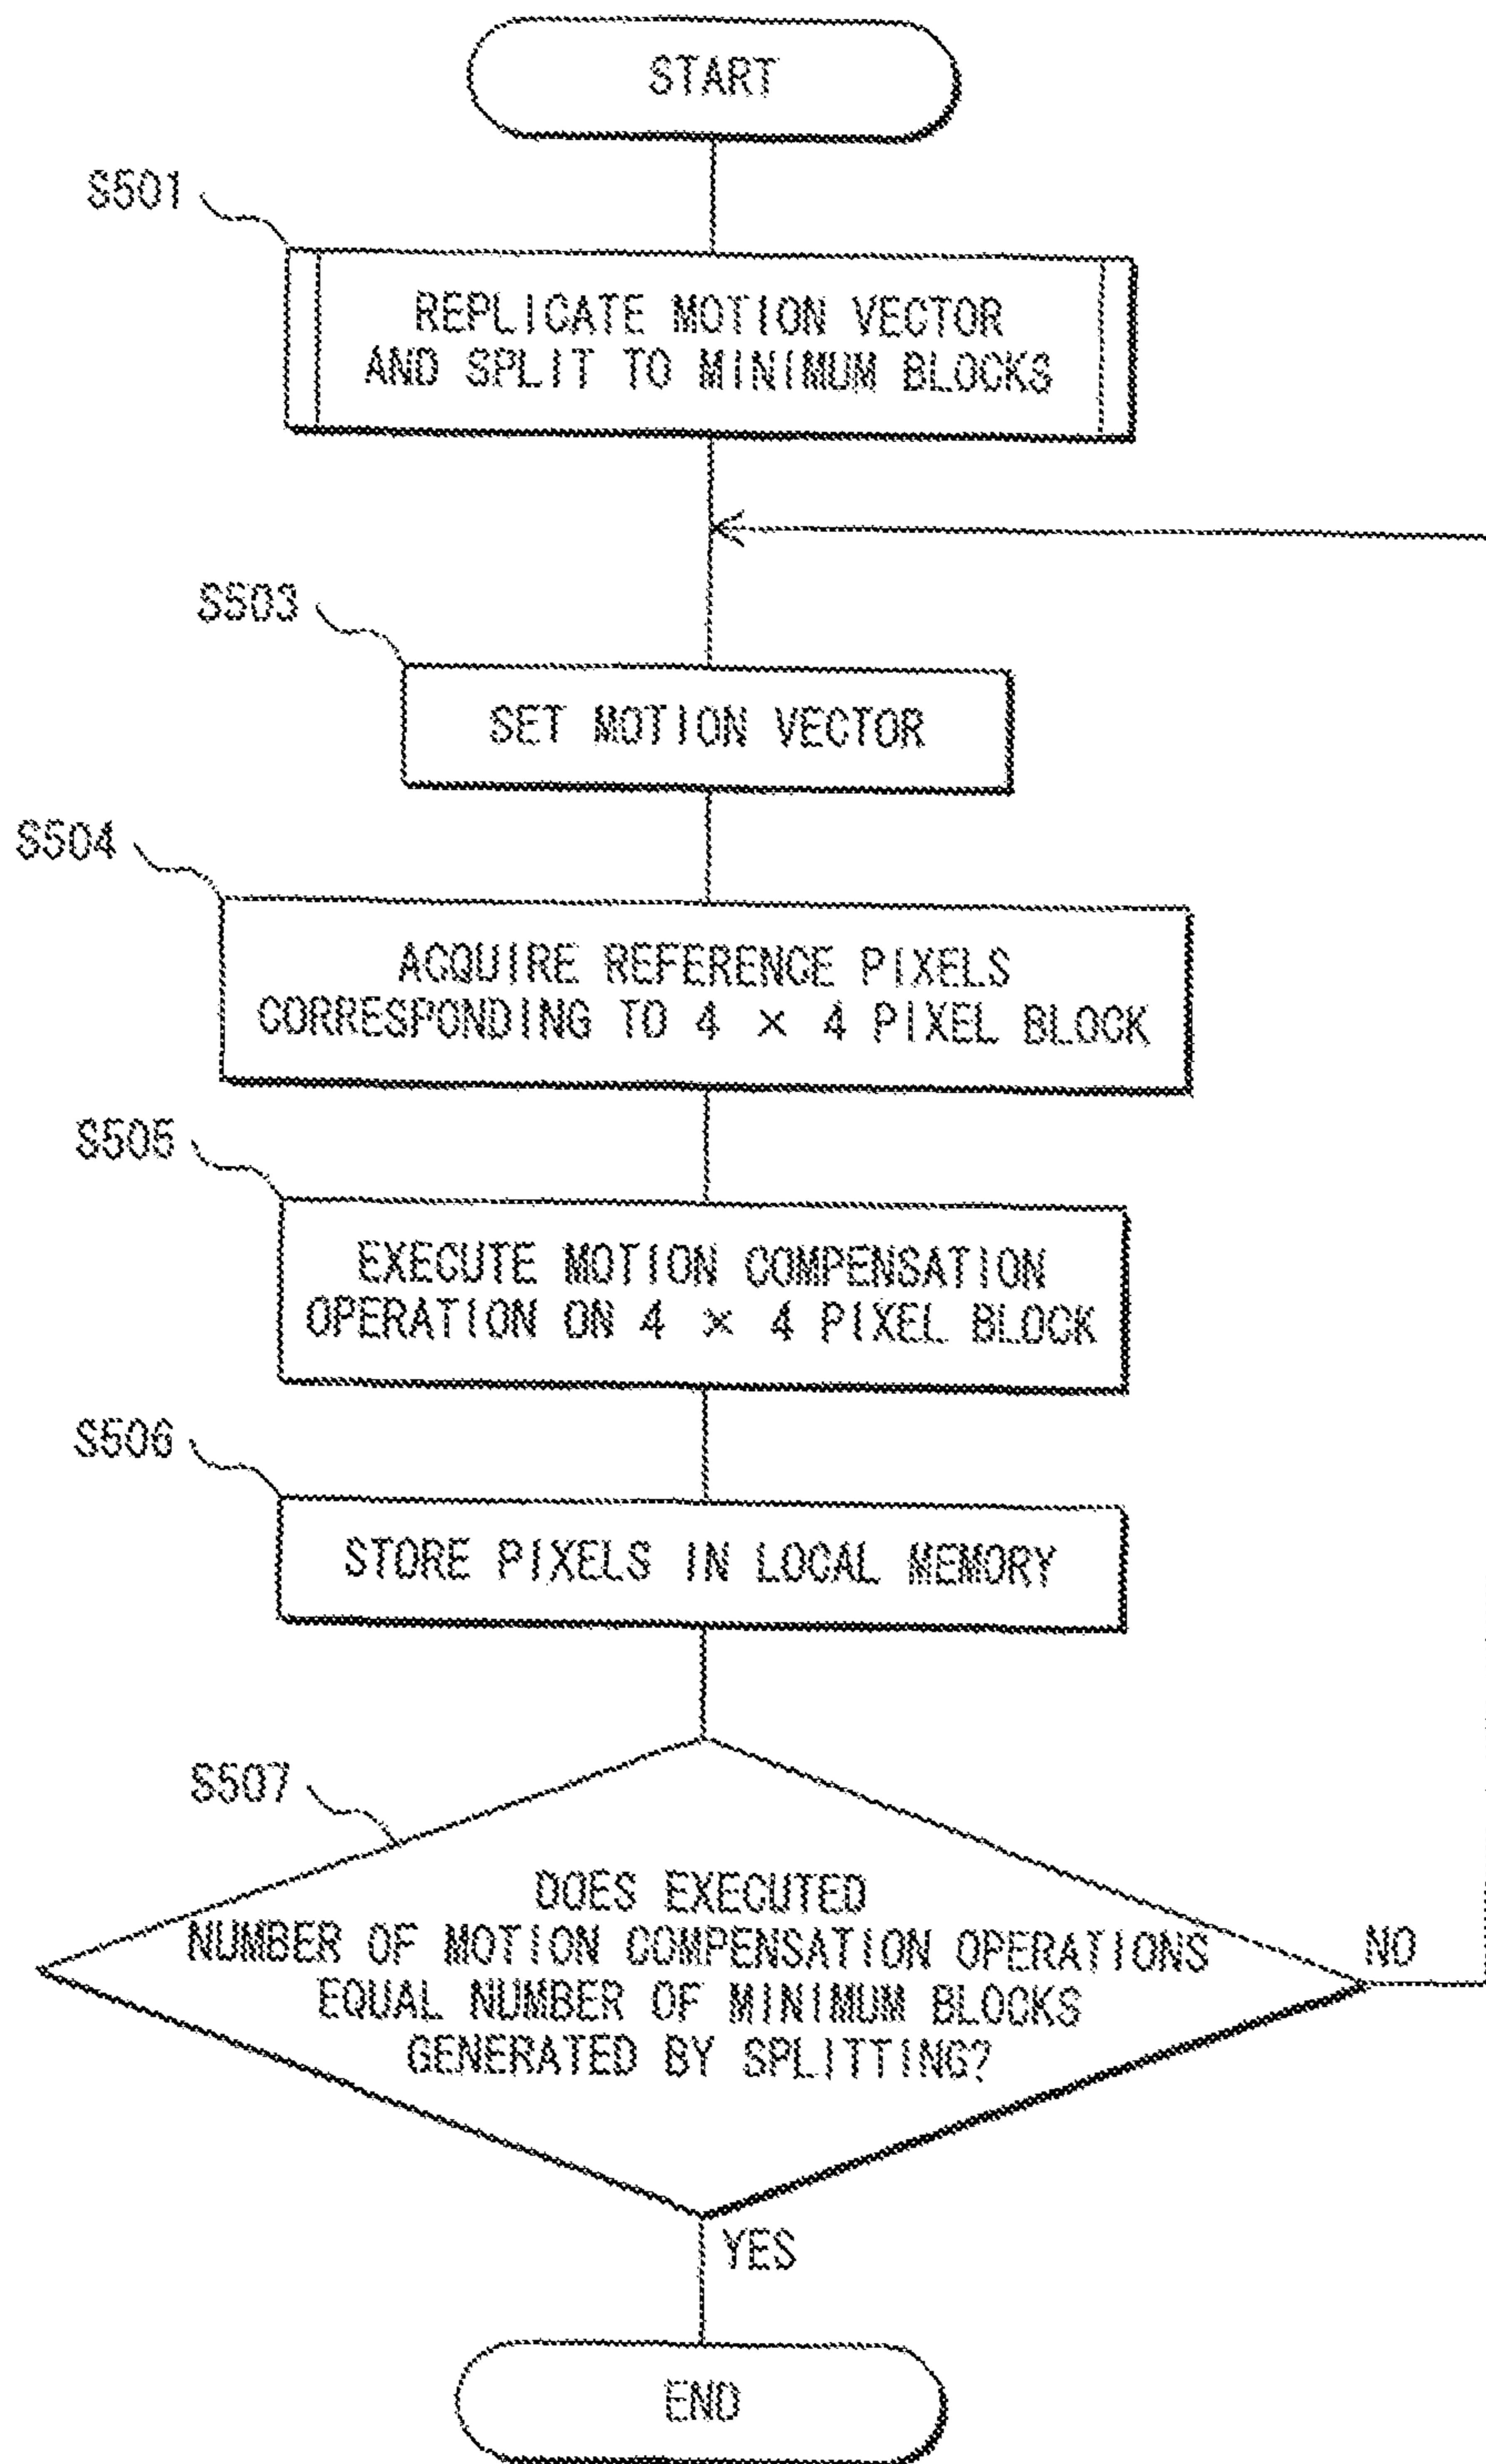 START
S501
REPLICATE MOTION VECTOR
AND SPLIT TO MINIMUM BLOCKS
S503
SET MOTION VECTOR
S504
ACQUIRE REFERENCE PIXELS
CORRESPONDING TO 4 × 4 PIXEL BLOCK
S505
EXECUTE MOTION COMPENSATION
OPERATION ON 4 × 4 PIXEL BLOCK
S506
STORE PIXELS IN LOCAL MEMORY
S507
DOES EXECUTED
NUMBER OF MOTION COMPENSATION OPERATIONS
EQUAL NUMBER OF MINIMUM BLOCKS
GENERATED BY SPLITTING?
NO
YES
END